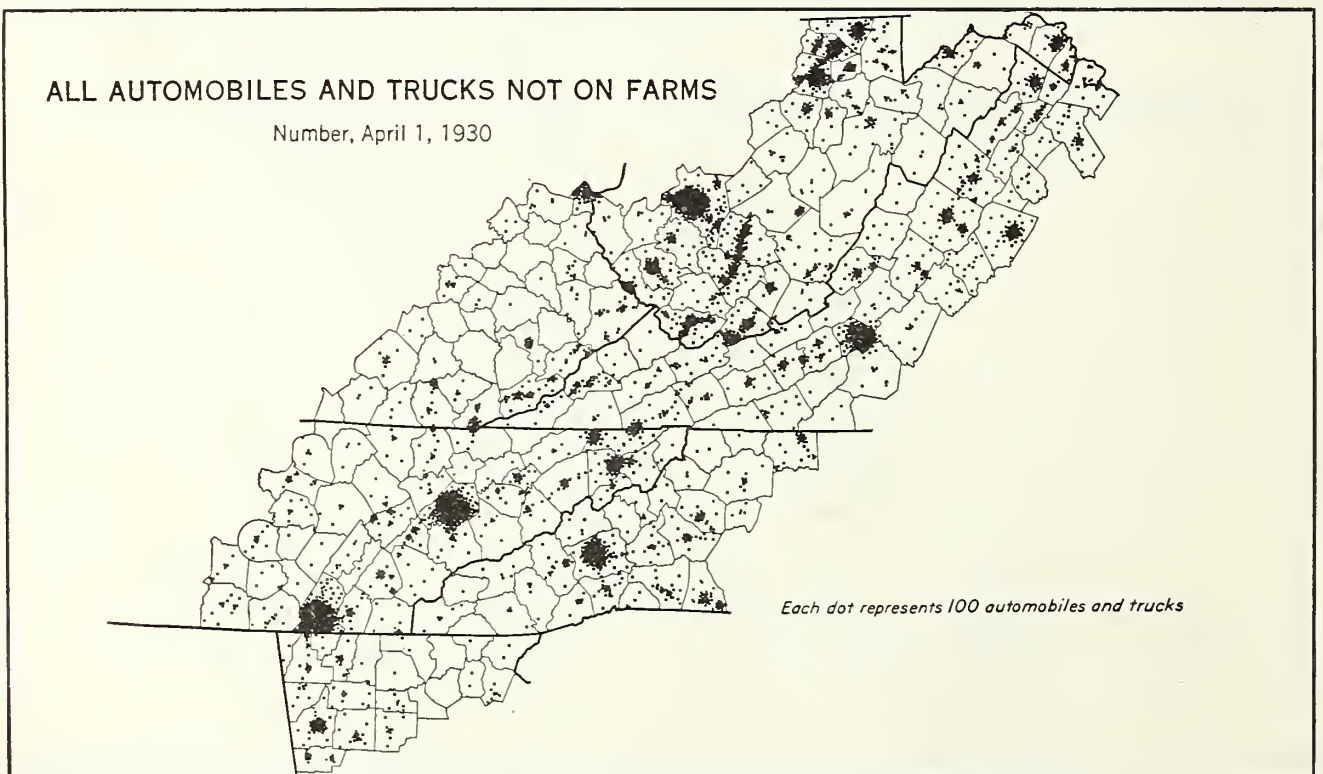 ALL AUTOMOBILES AND TRUCKS NOT ON FARMS
Number, April 1, 1930
Each dot represents 100 automobiles and trucks